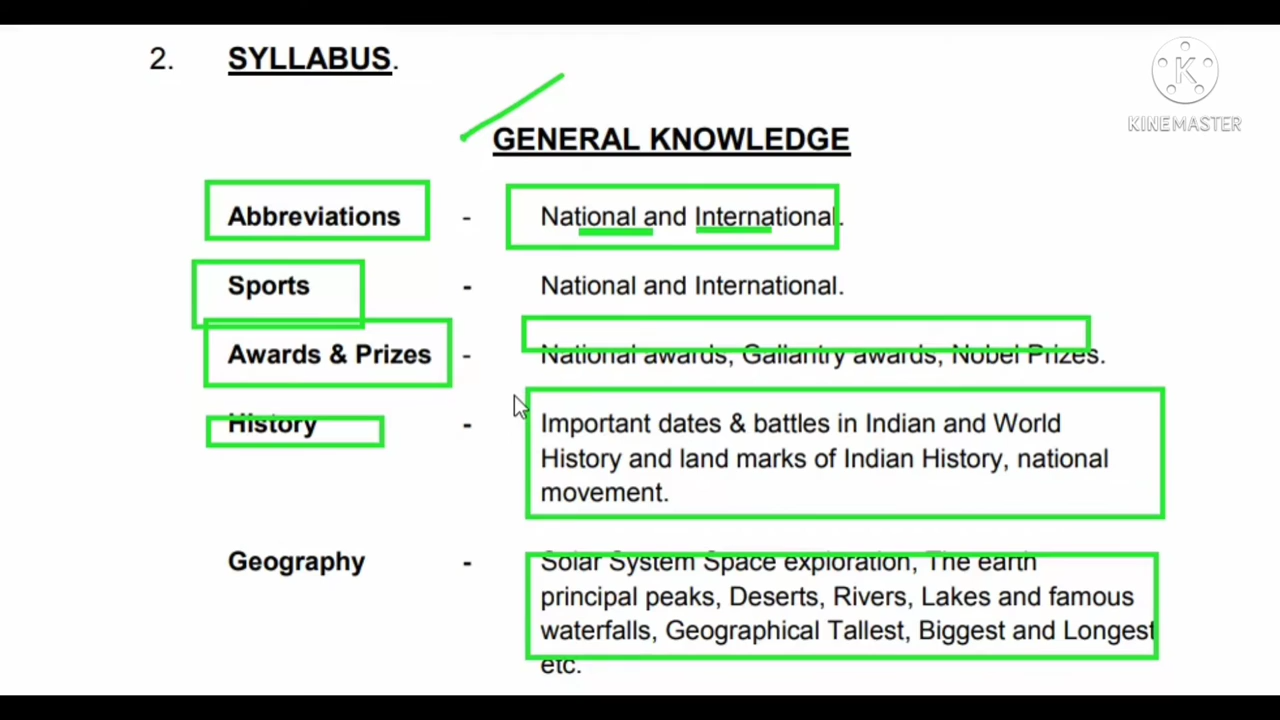 2. SYLLABUS.
KINEMASTER
GENERAL KNOWLEDGE
Abbreviations - National and International.
Sports - National and International.
Awards & Prizes - National awards, Gallantry awards, Nobel Prizes.
History - Important dates & battles in Indian and World
History and land marks of Indian History, national
movement.
Geography - Solar System Space exploration, The earth
principal peaks, Deserts, Rivers, Lakes and famous
waterfalls, Geographical Tallest, Biggest and Longest
etc.